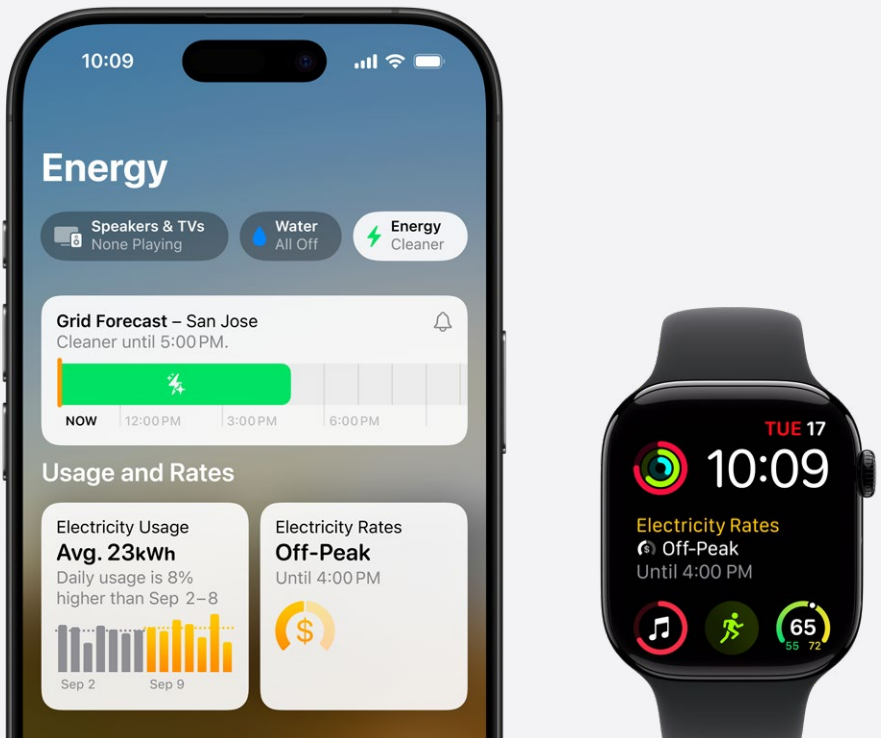 10:09
Energy
Speakers & TVs
None Playing
Water
All Off
Energy
Cleaner
Grid Forecast – San Jose
Cleaner until 5:00 PM.
NOW
12:00 PM
3:00 PM
6:00 PM
Usage and Rates
Electricity Usage
Avg. 23kWh
Daily usage is 8%
higher than Sep 2–8
Sep 2
Sep 9
Electricity Rates
Off-Peak
Until 4:00 PM
$
TUE 17
10:09
Electricity Rates
$ Off-Peak
Until 4:00 PM
65
55 72